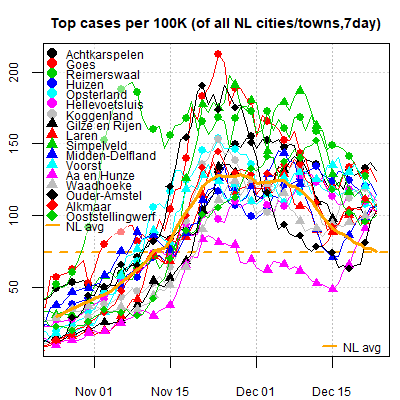 Top cases per 100K (of all NL cities/towns,7day)
Achtkarspelen
Goes
Reimerswaal
Huizen
Opsterland
Hellevoetsluis
Koggenland
Gilze en Rijen
Laren
Simpelveld
Midden-Delfland
Voorst
Aa en Hunze
Waadhoeke
Ouder-Amstel
Alkmaar
Ooststellingwerf
NL avg
200
150
100
50
NL avg
Nov 01
Nov 15
Dec 01
Dec 15